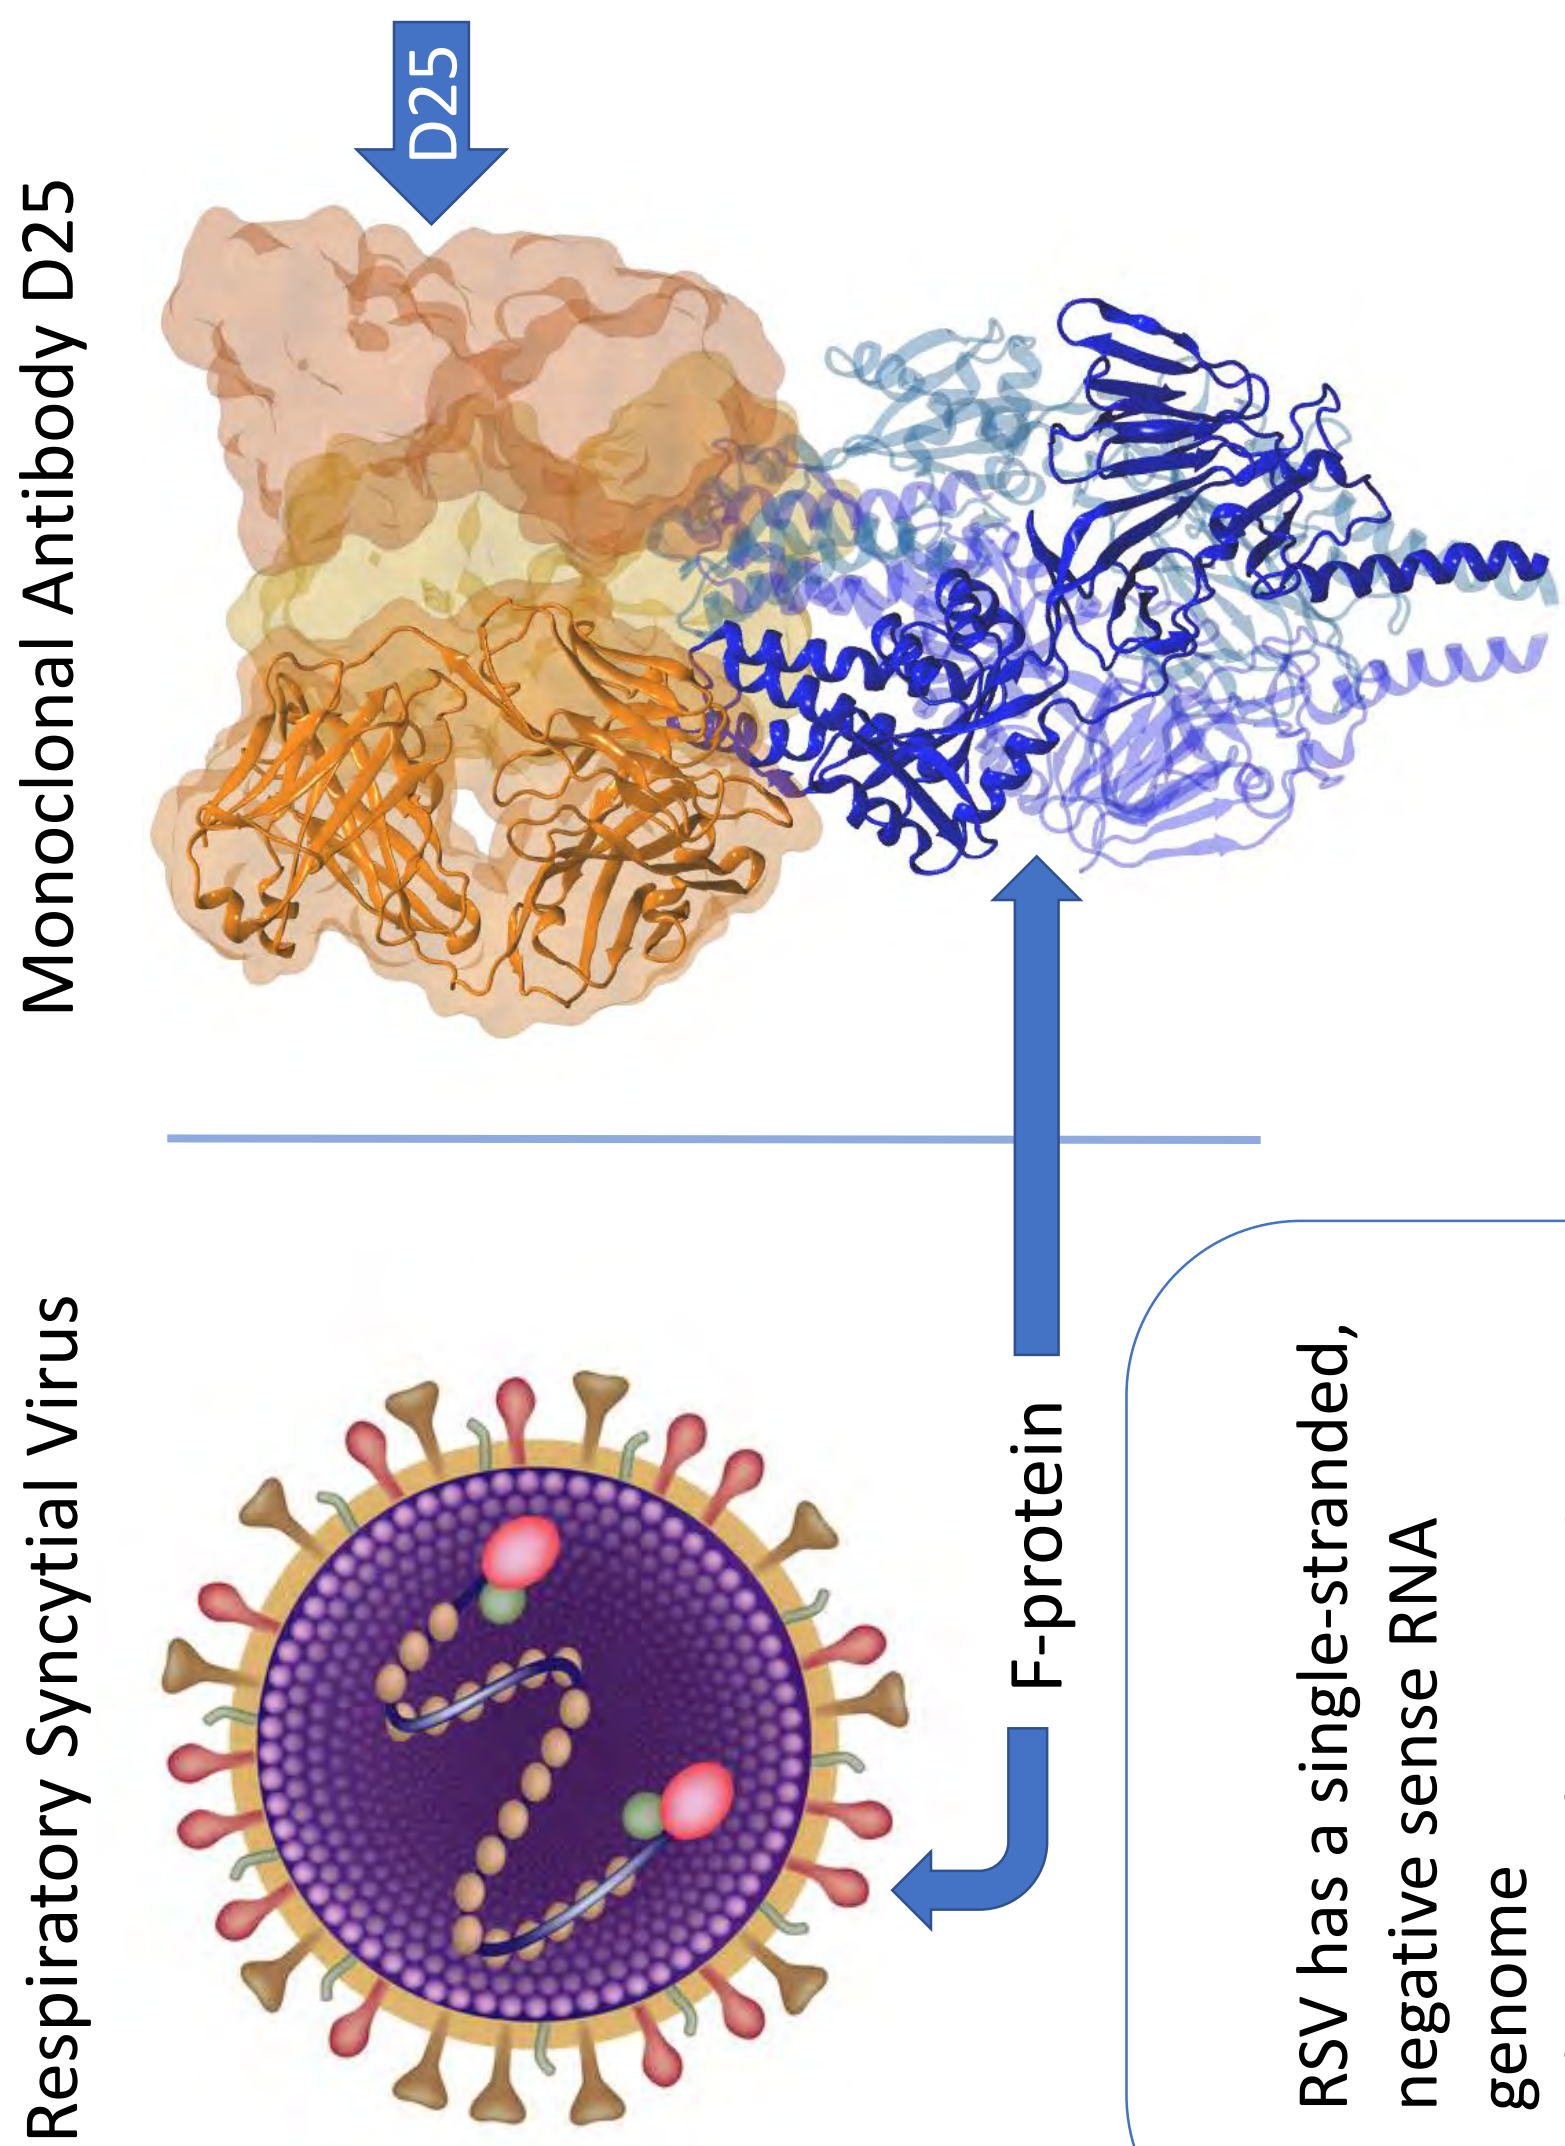 Respiratory Syncytial Virus
Monoclonal Antibody D25
D25
F-protein
RSV has a single-stranded,
negative sense RNA
genome